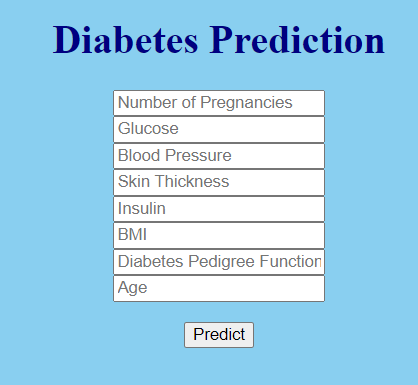 Diabetes Prediction
Number of Pregnancies
Glucose
Blood Pressure
Skin Thickness
Insulin
BMI
Diabetes Pedigree Function
Age
Predict